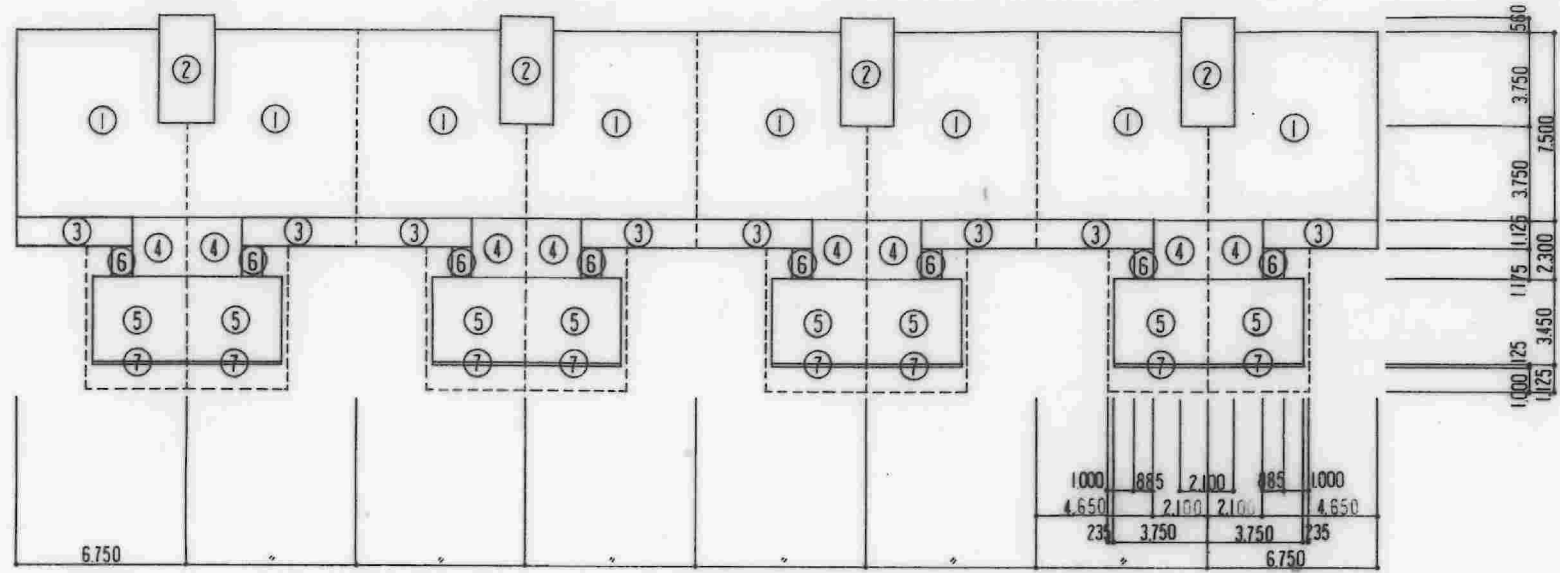 ② ② ② ②
① ① ① ① ① ① ① ①
③ ④ ④ ③ ③ ④ ④ ③ ③ ④ ④ ③ ③ ④ ④ ③
⑥ ⑥ ⑥ ⑥ ⑥ ⑥ ⑥ ⑥
⑤ ⑤ ⑤ ⑤ ⑤ ⑤ ⑤ ⑤
⑦ ⑦ ⑦ ⑦ ⑦ ⑦ ⑦ ⑦
560
3.750
7.500
3.750
1.125
2.300
1.175
3.450
125
1.000
1.125
1.000 885 2.100 885 1.000
4.650 2.100 2.100 4.650
235 3.750 3.750 235
6.750 〃 〃 〃 〃 〃 〃 6.750